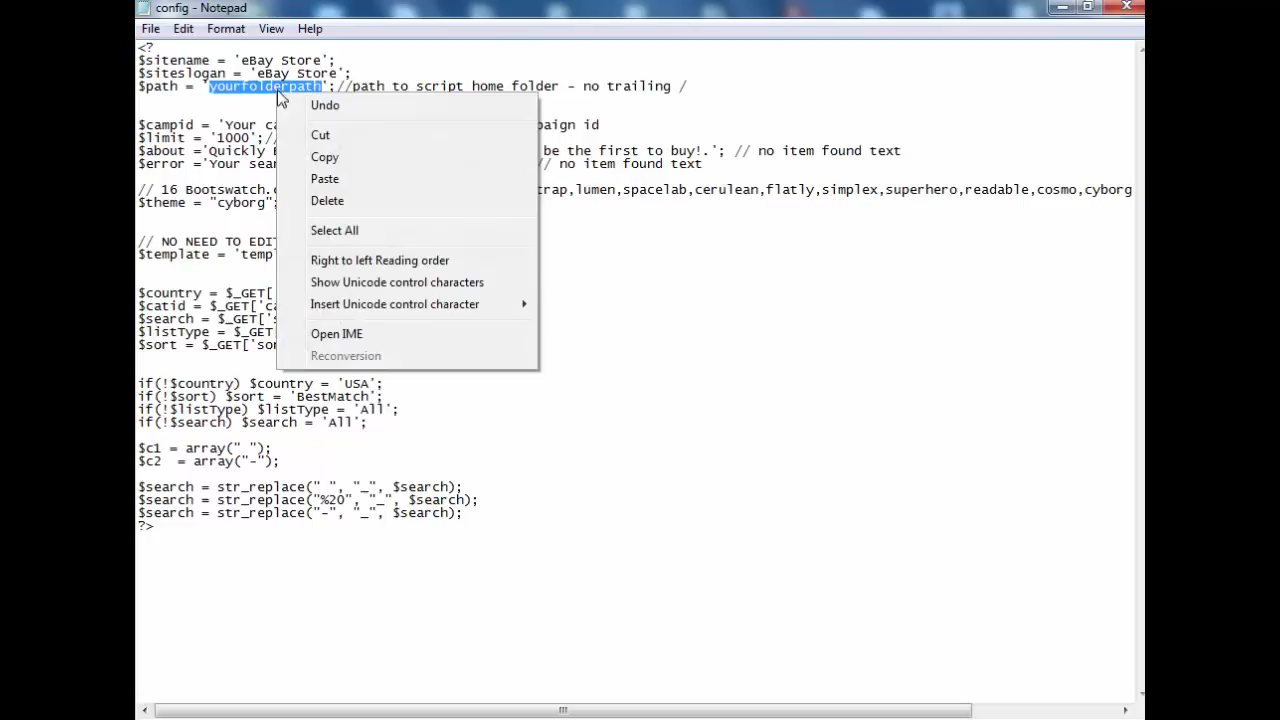 config - Notepad
File Edit Format View Help
<?
$sitename = 'eBay Store';
$siteslogan = 'eBay Store';
$path = 'yourfolderpath';//path to script home folder - no trailing /
Undo
$campid = 'Your ca paign id
Cut
$limit = '1000';/
$about ='Quickly be the first to buy!.'; // no item found text
Copy
$error ='Your sea // no item found text
Paste
// 16 Bootswatch. trap,lumen,spacelab,cerulean,flatly,simplex,superhero,readable,cosmo,cyborg
$theme = "cyborg"
Delete
Select All
// NO NEED TO EDI
$template = 'temp
Right to left Reading order
Show Unicode control characters
$country = $_GET[
$catid = $_GET['ca
Insert Unicode control character
$search = $_GET['s
$listType = $_GET[
Open IME
$sort = $_GET['sor
Reconversion
if(!$country) $country = 'USA';
if(!$sort) $sort = 'BestMatch';
if(!$listType) $listType = 'All';
if(!$search) $search = 'All';
$c1 = array(" ");
$c2  = array("-");
$search = str_replace(" ", "_", $search);
$search = str_replace("%20", "_", $search);
$search = str_replace("-", "_", $search);
?>